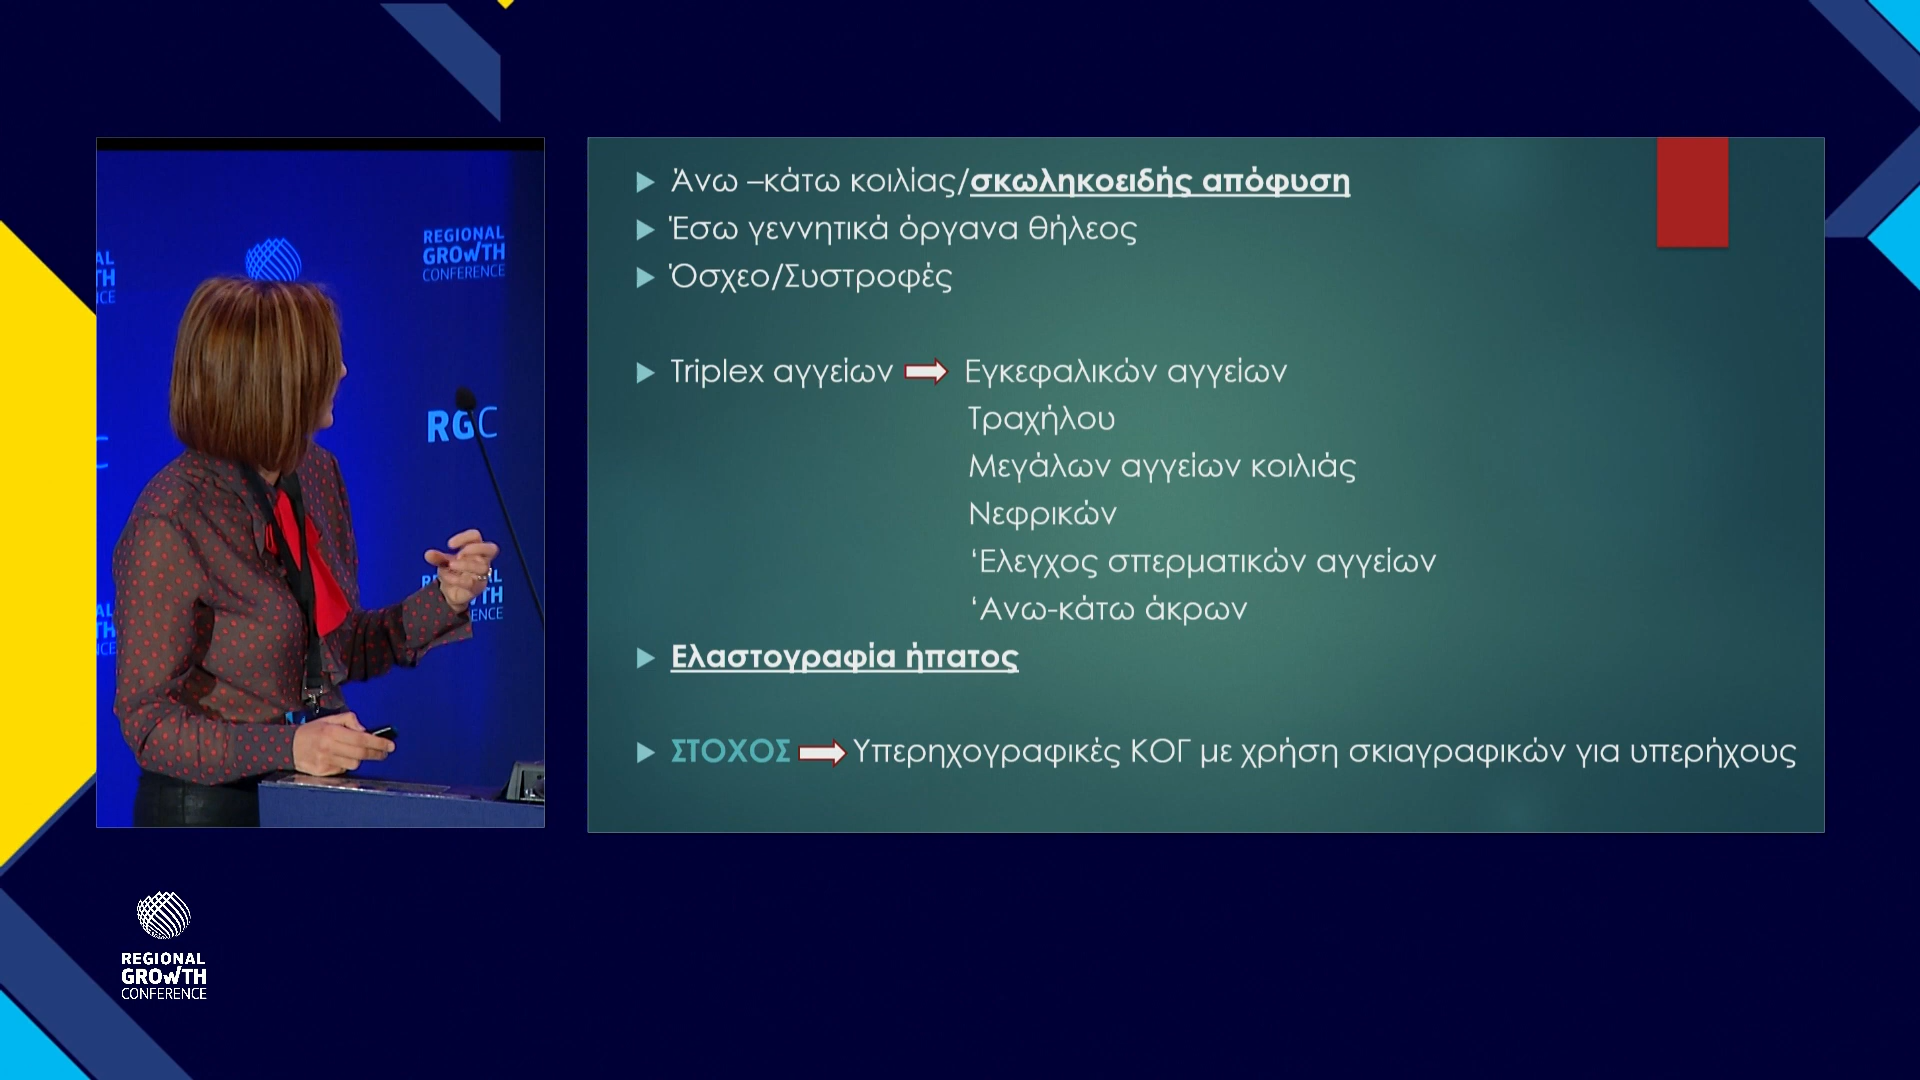 REGIONAL
GROWTH
CONFERENCE
RGC
Άνω –κάτω κοιλίας/σκωληκοειδής απόφυση
Έσω γεννητικά όργανα θήλεος
Όσχεο/Συστροφές
Triplex αγγείων Εγκεφαλικών αγγείων
Τραχήλου
Μεγάλων αγγείων κοιλιάς
Νεφρικών
‘Ελεγχος σπερματικών αγγείων
‘Ανω-κάτω άκρων
Ελαστογραφία ήπατος
ΣΤΟΧΟΣ Υπερηχογραφικές ΚΟΓ με χρήση σκιαγραφικών για υπερήχους
REGIONAL
GROWTH
CONFERENCE